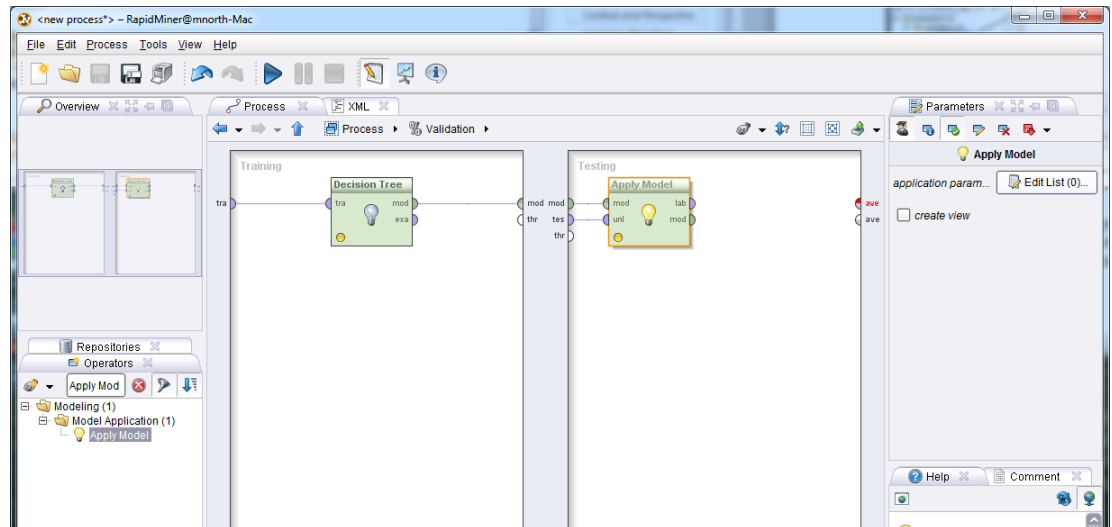 <new process*> – RapidMiner@mnorth-Mac
File Edit Process Tools View Help
Overview
Process
XML
Parameters
Process
Validation
Apply Model
Training
Testing
application param... Edit List (0)...
create view
Decision Tree
tra mod
exa
tra
mod mod
thr tes
thr
Apply Model
mod lab
unl mod
ave
ave
Repositories
Operators
Apply Mod
Modeling (1)
Model Application (1)
Apply Model
Help
Comment